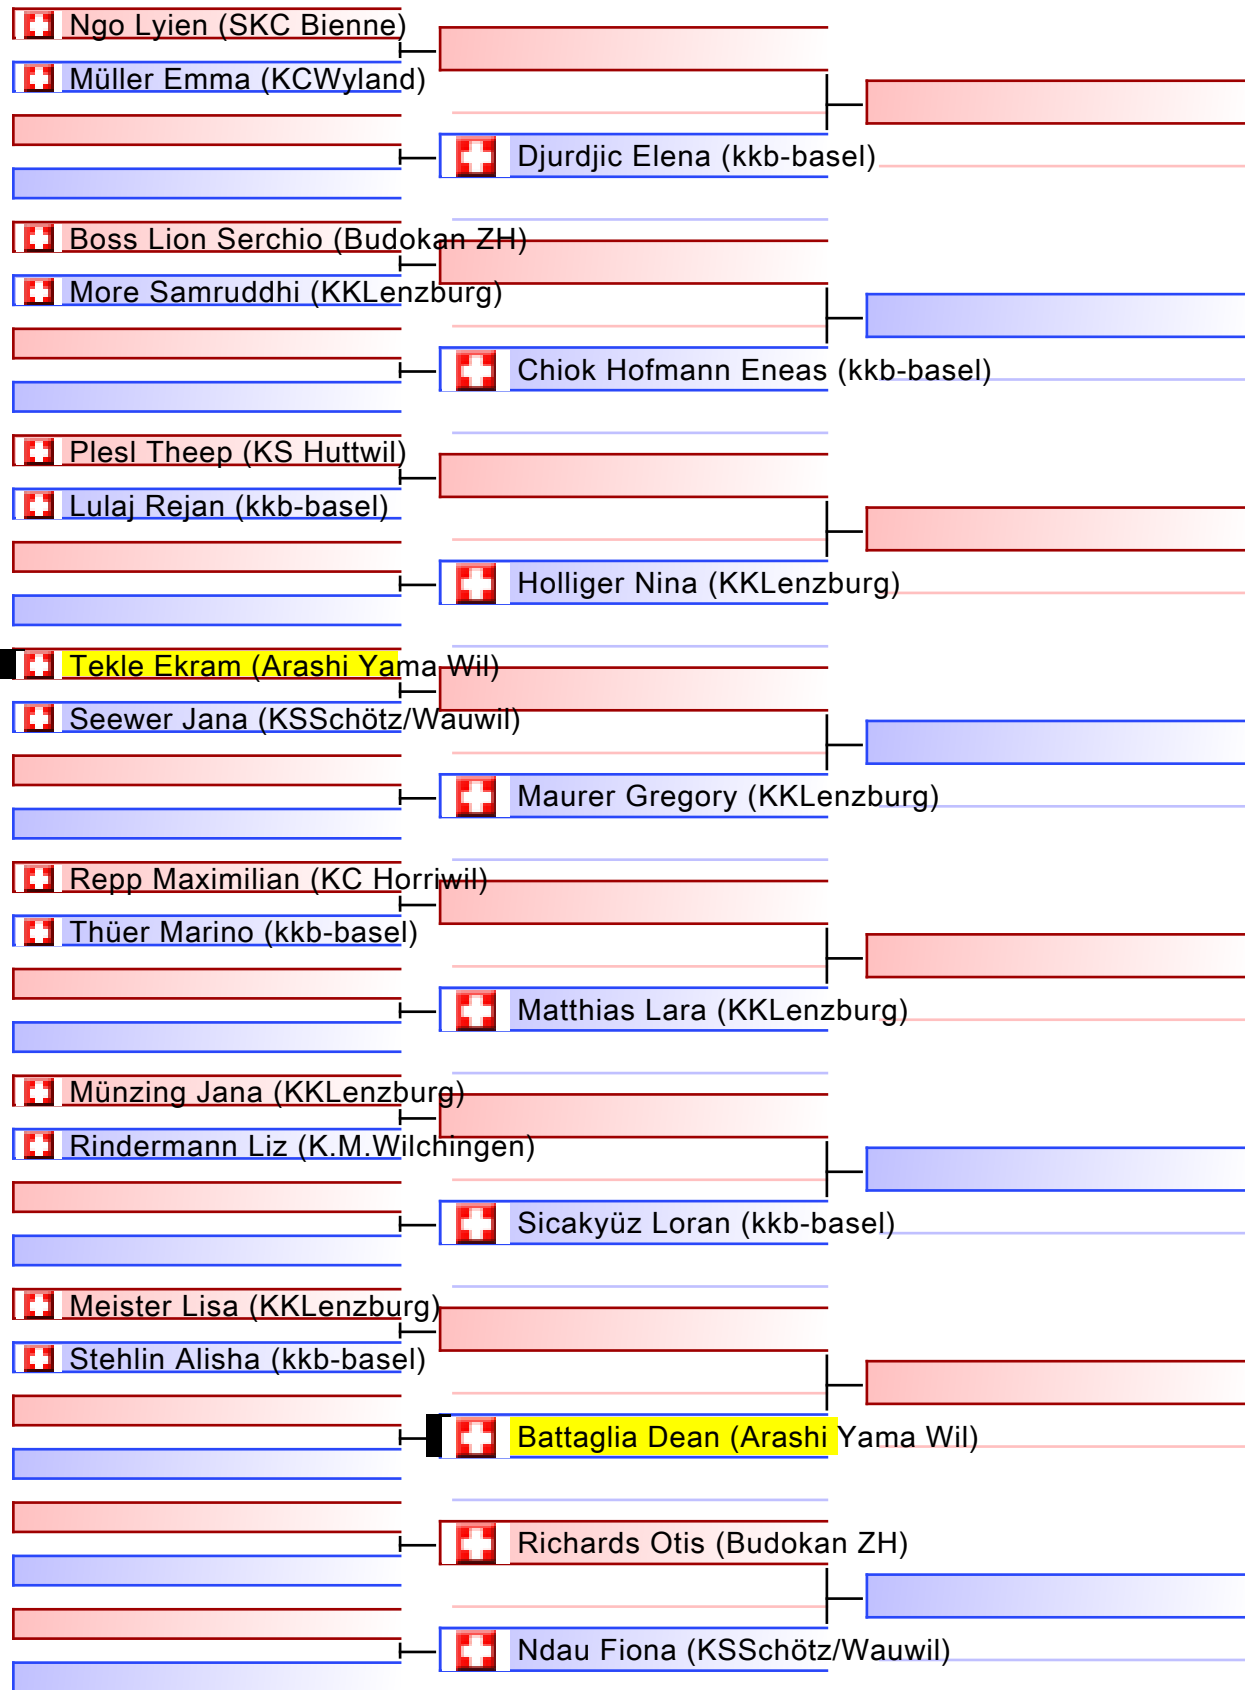 Ngo Lyien (SKC Bienne)
Müller Emma (KCWyland)
Djurdjic Elena (kkb-basel)
Boss Lion Serchio (Budokan ZH)
More Samruddhi (KKLenzburg)
Chiok Hofmann Eneas (kkb-basel)
Plesl Theep (KS Huttwil)
Lulaj Rejan (kkb-basel)
Holliger Nina (KKLenzburg)
Tekle Ekram (Arashi Yama Wil)
Seewer Jana (KSSchötz/Wauwil)
Maurer Gregory (KKLenzburg)
Repp Maximilian (KC Horriwil)
Thüer Marino (kkb-basel)
Matthias Lara (KKLenzburg)
Münzing Jana (KKLenzburg)
Rindermann Liz (K.M.Wilchingen)
Sicakyüz Loran (kkb-basel)
Meister Lisa (KKLenzburg)
Stehlin Alisha (kkb-basel)
Battaglia Dean (Arashi Yama Wil)
Richards Otis (Budokan ZH)
Ndau Fiona (KSSchötz/Wauwil)